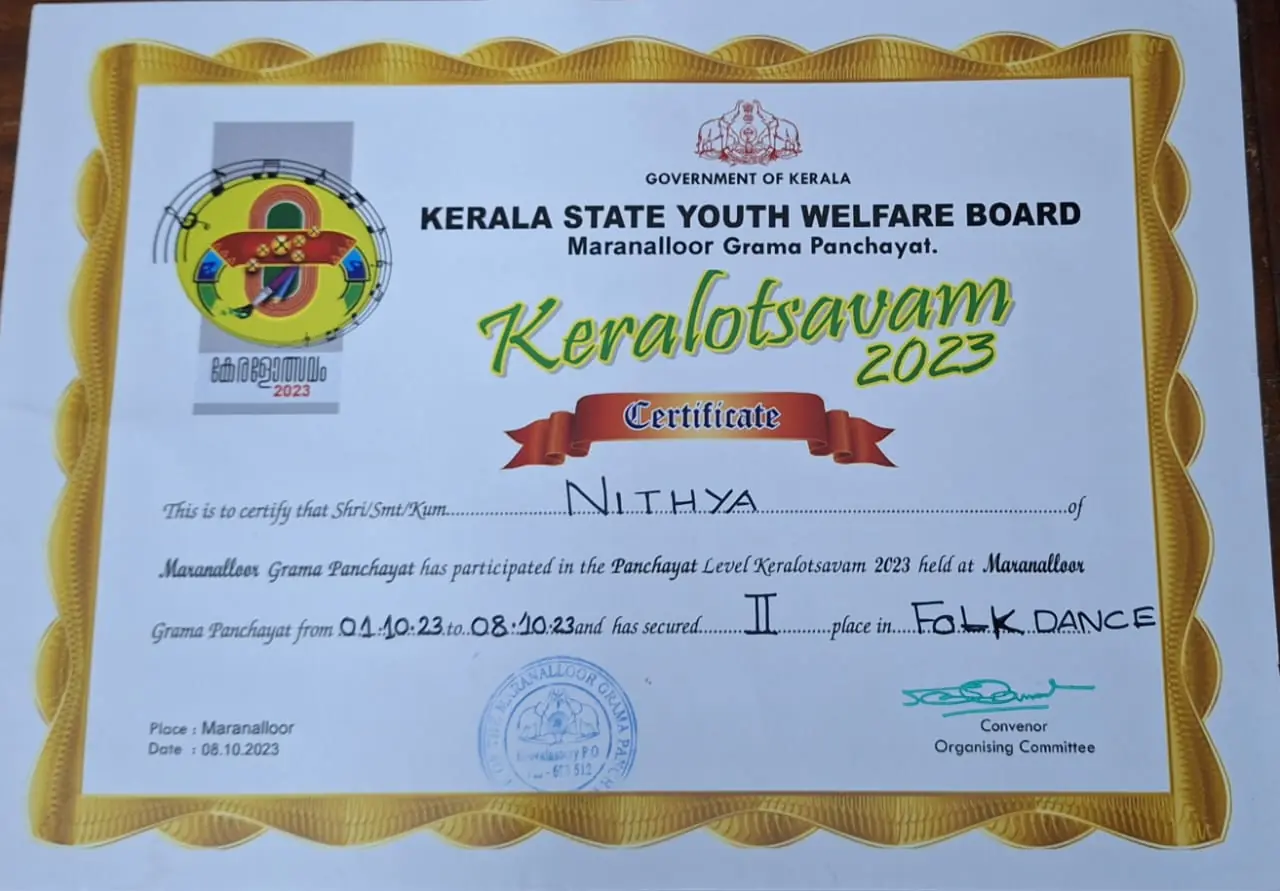 കേരളോത്സവം
2023
GOVERNMENT OF KERALA
KERALA STATE YOUTH WELFARE BOARD
Maranalloor Grama Panchayat.
Keralotsavam
2023
Certificate
This is to certify that Shri/Smt/Kum. NITHYA of
Maranalloor Grama Panchayat has participated in the Panchayat Level Keralotsavam 2023 held at Maranalloor
Grama Panchayat from 01.10.23 to 08.10.23 and has secured II place in FOLK DANCE
MARANALLOOR GRAMA
P.O
Place : Maranalloor
Date : 08.10.2023
Convenor
Organising Committee